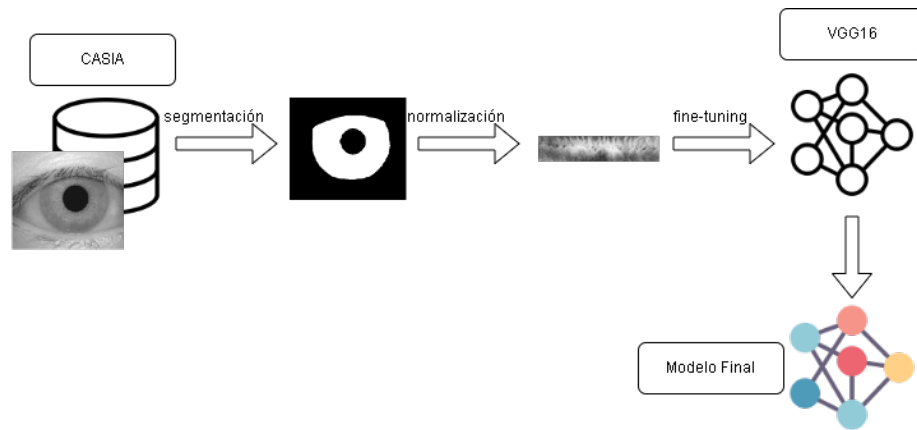 CASIA
VGG16
segmentación
normalización
fine-tuning
Modelo Final